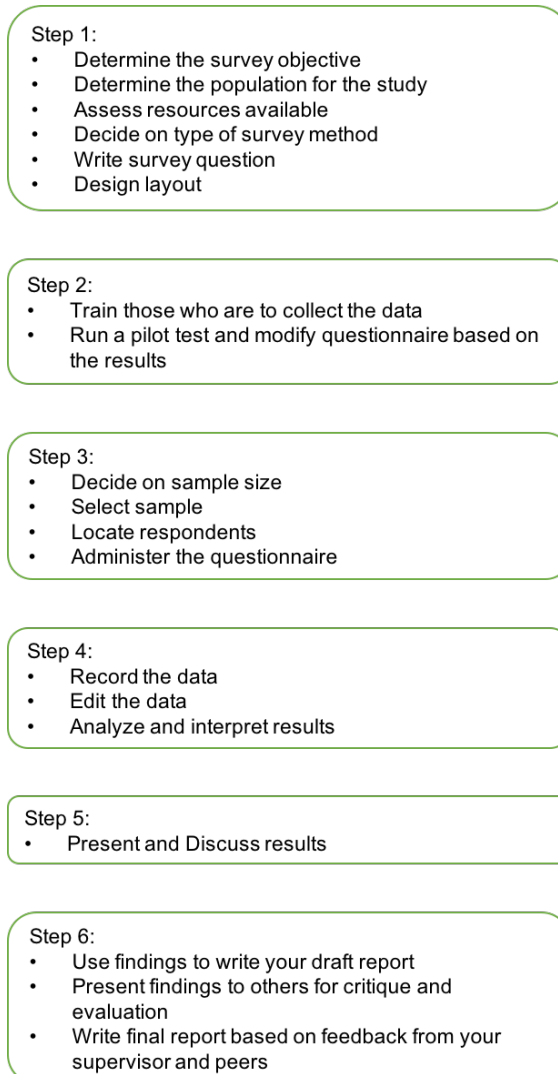 Step 1:
• Determine the survey objective
• Determine the population for the study
• Assess resources available
• Decide on type of survey method
• Write survey question
• Design layout
Step 2:
• Train those who are to collect the data
• Run a pilot test and modify questionnaire based on
the results
Step 3:
• Decide on sample size
• Select sample
• Locate respondents
• Administer the questionnaire
Step 4:
• Record the data
• Edit the data
• Analyze and interpret results
Step 5:
• Present and Discuss results
Step 6:
• Use findings to write your draft report
• Present findings to others for critique and
evaluation
• Write final report based on feedback from your
supervisor and peers